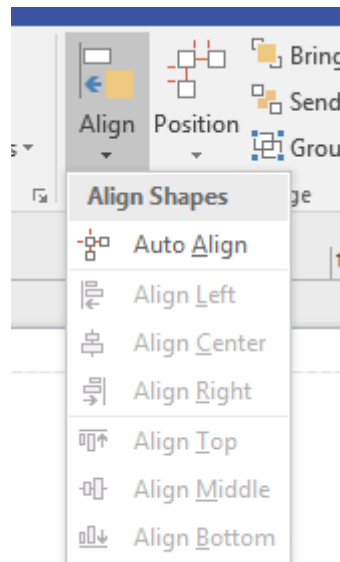 Bring
Send
Align Position
Grou
s
ge
Align Shapes
Auto Align
Align Left
Align Center
Align Right
Align Top
Align Middle
Align Bottom